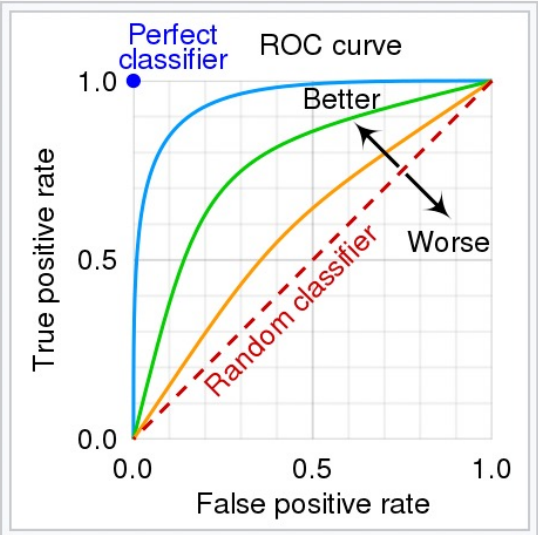 Perfect
classifier
ROC curve
1.0
Better
True positive rate
0.5
Worse
Random classifier
0.0
0.0
0.5
1.0
False positive rate